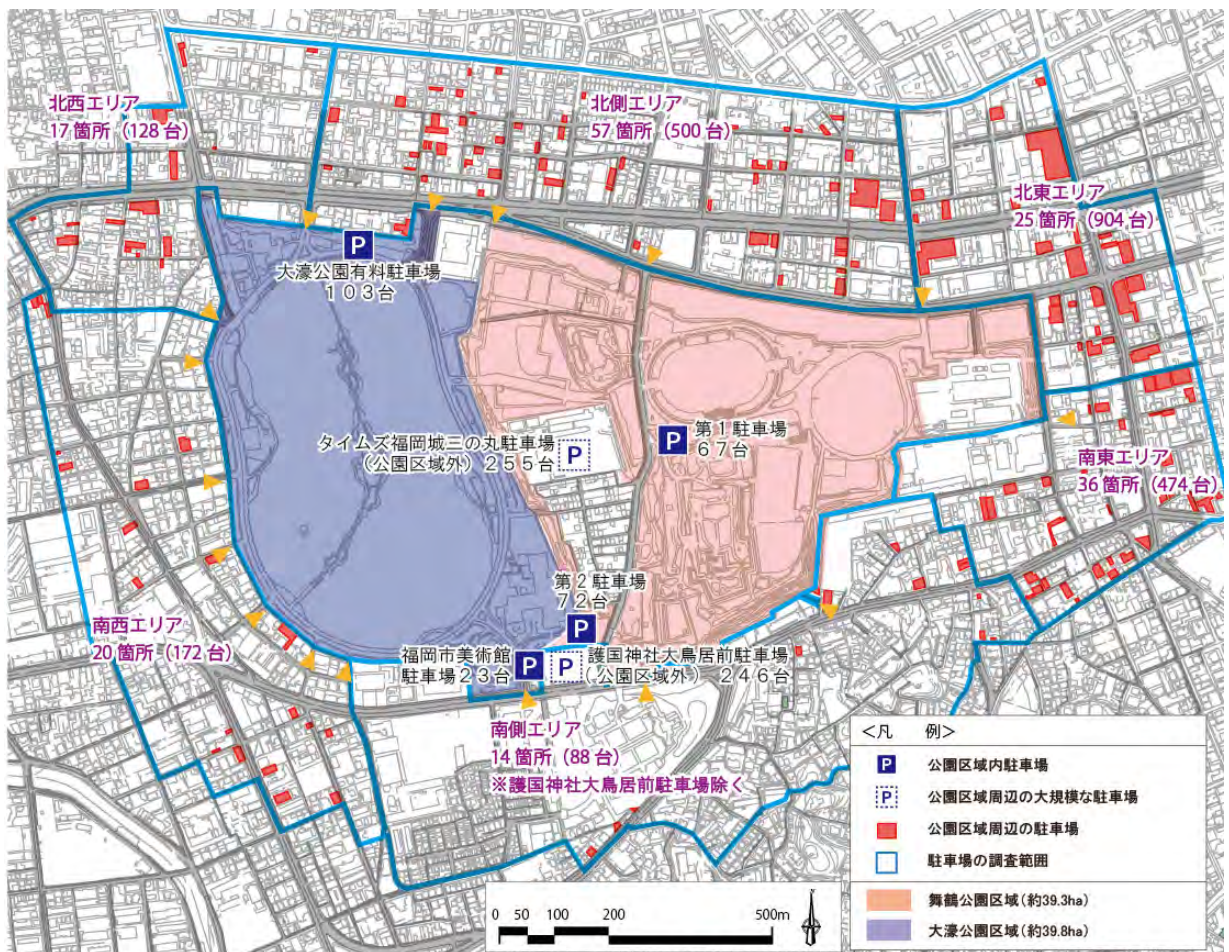 北西エリア
17 箇所（128 台）
北側エリア
57 箇所（500 台）
北東エリア
25 箇所（904 台）
P
大濠公園有料駐車場
１０３台
P
第１駐車場
６７台
タイムズ福岡城三の丸駐車場
（公園区域外）２５５台
P
南東エリア
36 箇所（474 台）
第２駐車場
７２台
P
南西エリア
20 箇所（172 台）
福岡市美術館
駐車場２３台
P
P
護国神社大鳥居前駐車場
（公園区域外） ２４６台
南側エリア
14 箇所（88 台）
※護国神社大鳥居前駐車場除く
＜凡　例＞
P 公園区域内駐車場
P 公園区域周辺の大規模な駐車場
公園区域周辺の駐車場
駐車場の調査範囲
舞鶴公園区域（約39.3ha）
大濠公園区域（約39.8ha）
0 50 100 200 500m